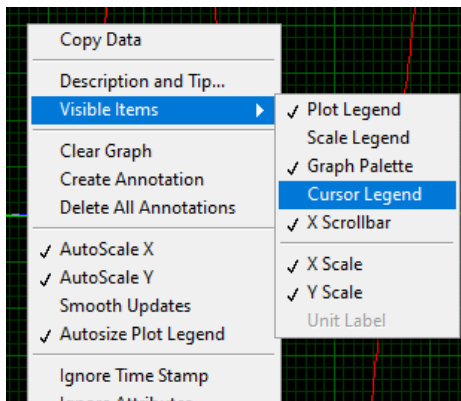 Copy Data
Description and Tip...
Visible Items
Clear Graph
Create Annotation
Delete All Annotations
AutoScale X
AutoScale Y
Smooth Updates
Autosize Plot Legend
Ignore Time Stamp
Plot Legend
Scale Legend
Graph Palette
Cursor Legend
X Scrollbar
X Scale
Y Scale
Unit Label